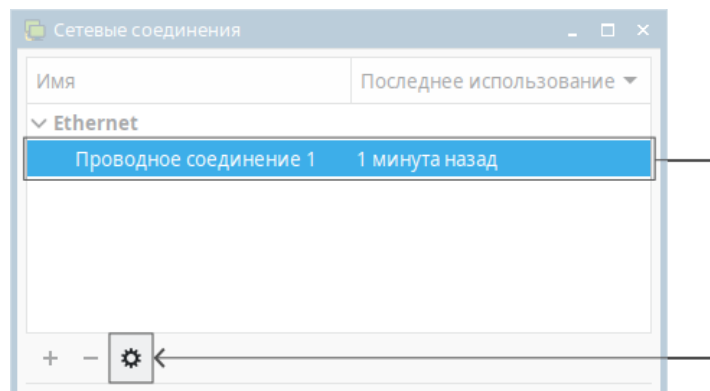 Сетевые соединения
Имя Последнее использование
Ethernet
Проводное соединение 1 1 минута назад